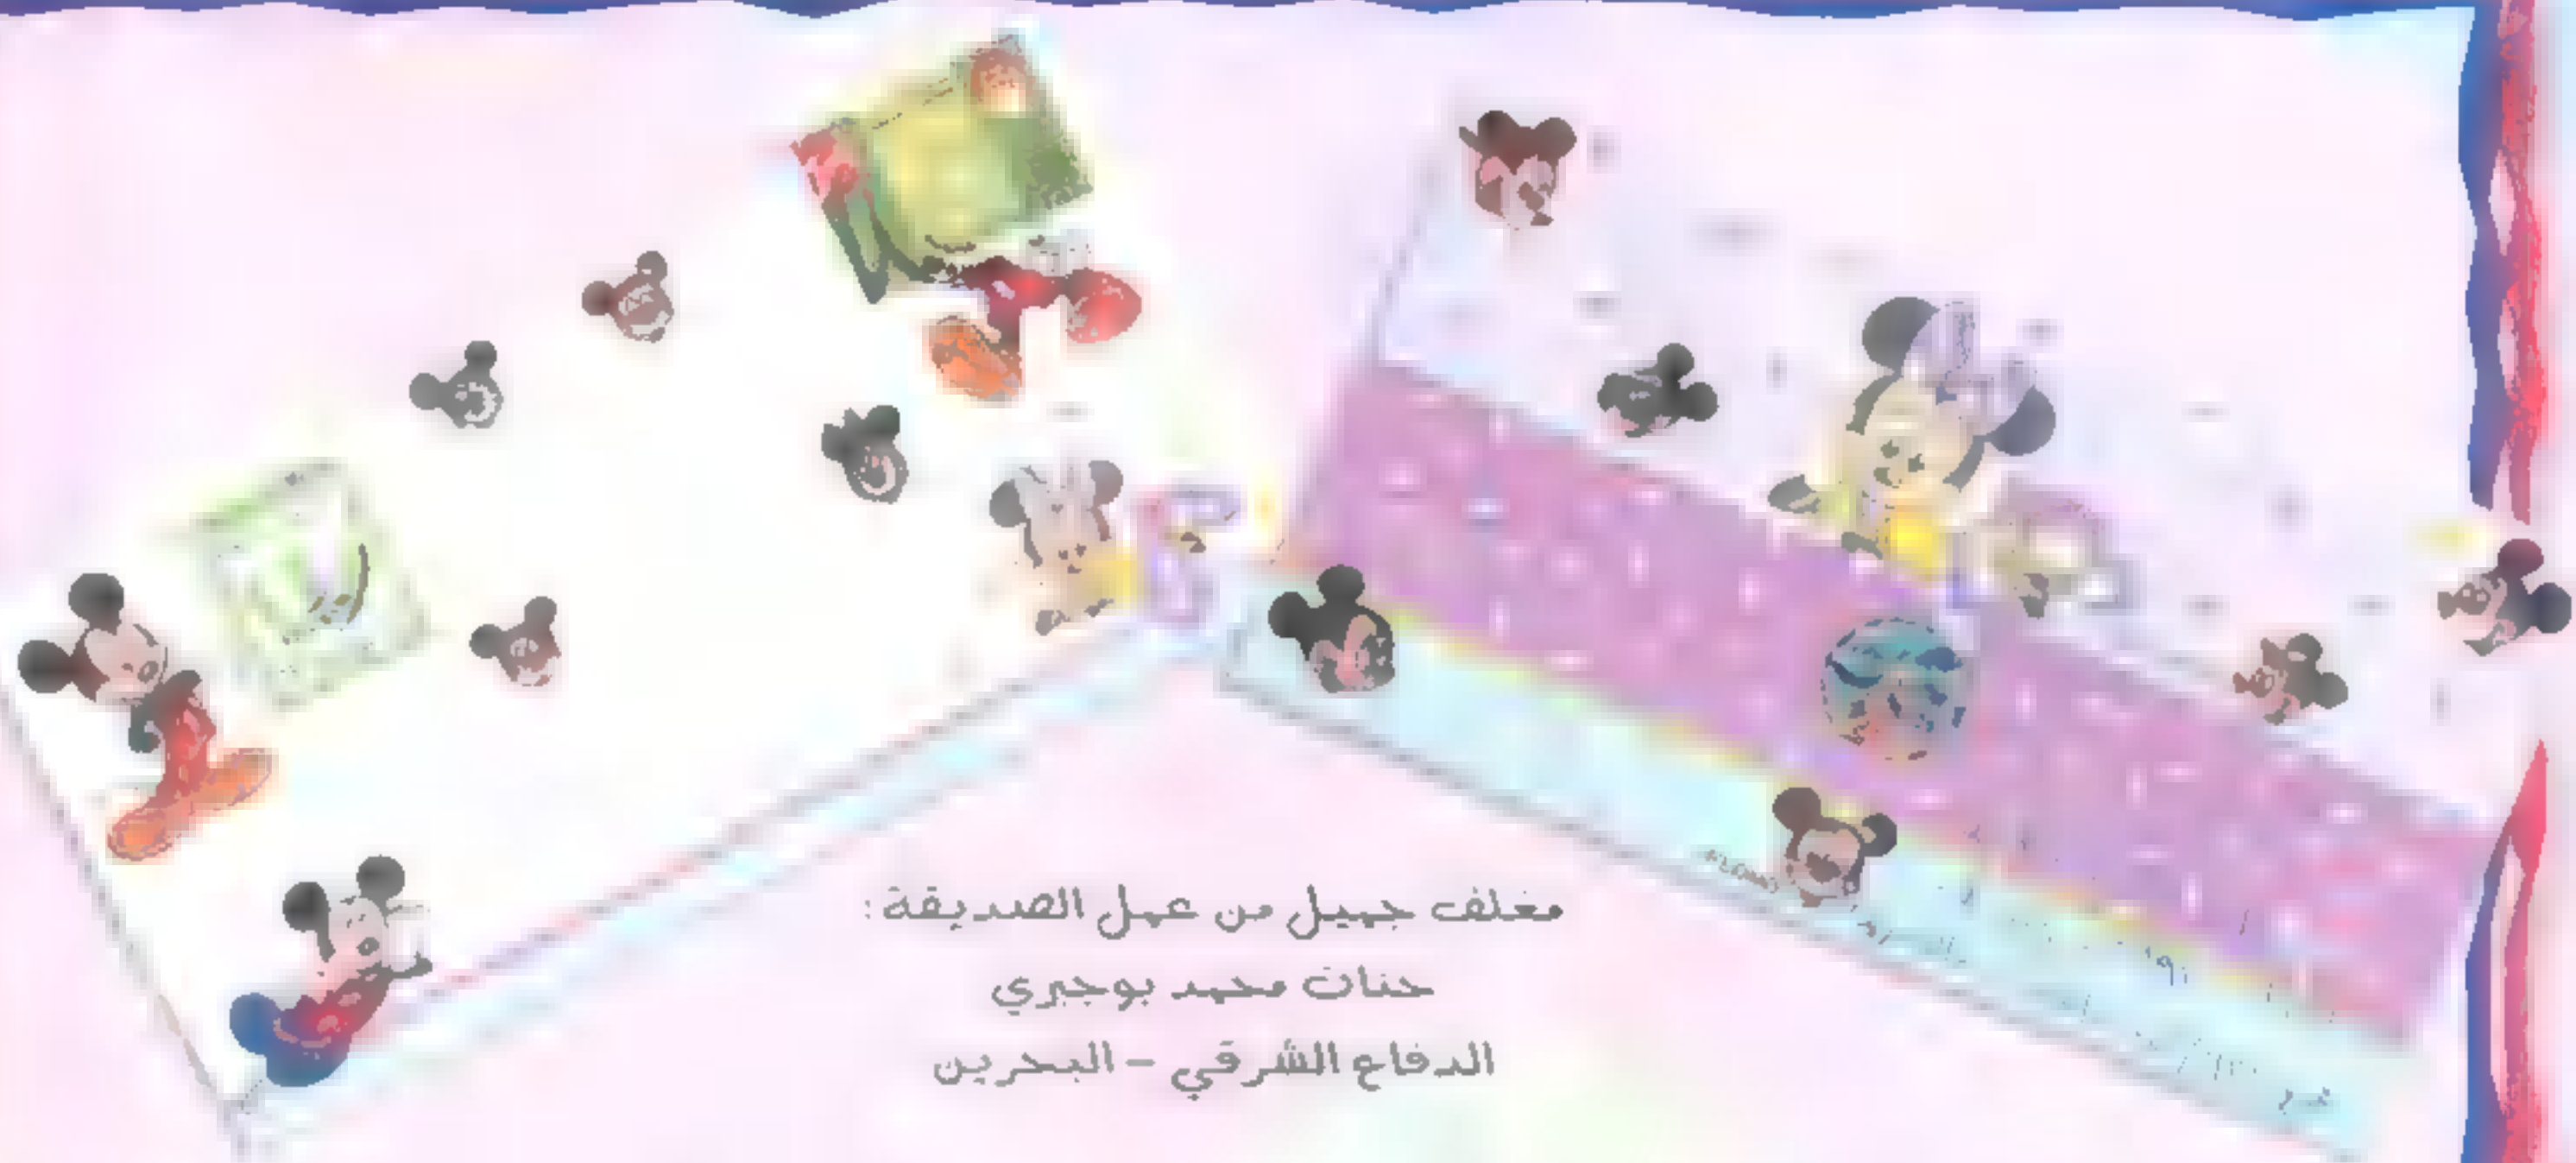 مغلف جميل من عمل الصديقة:
حنان محمد بوجيري
الدفاع الشرقي - البحرين